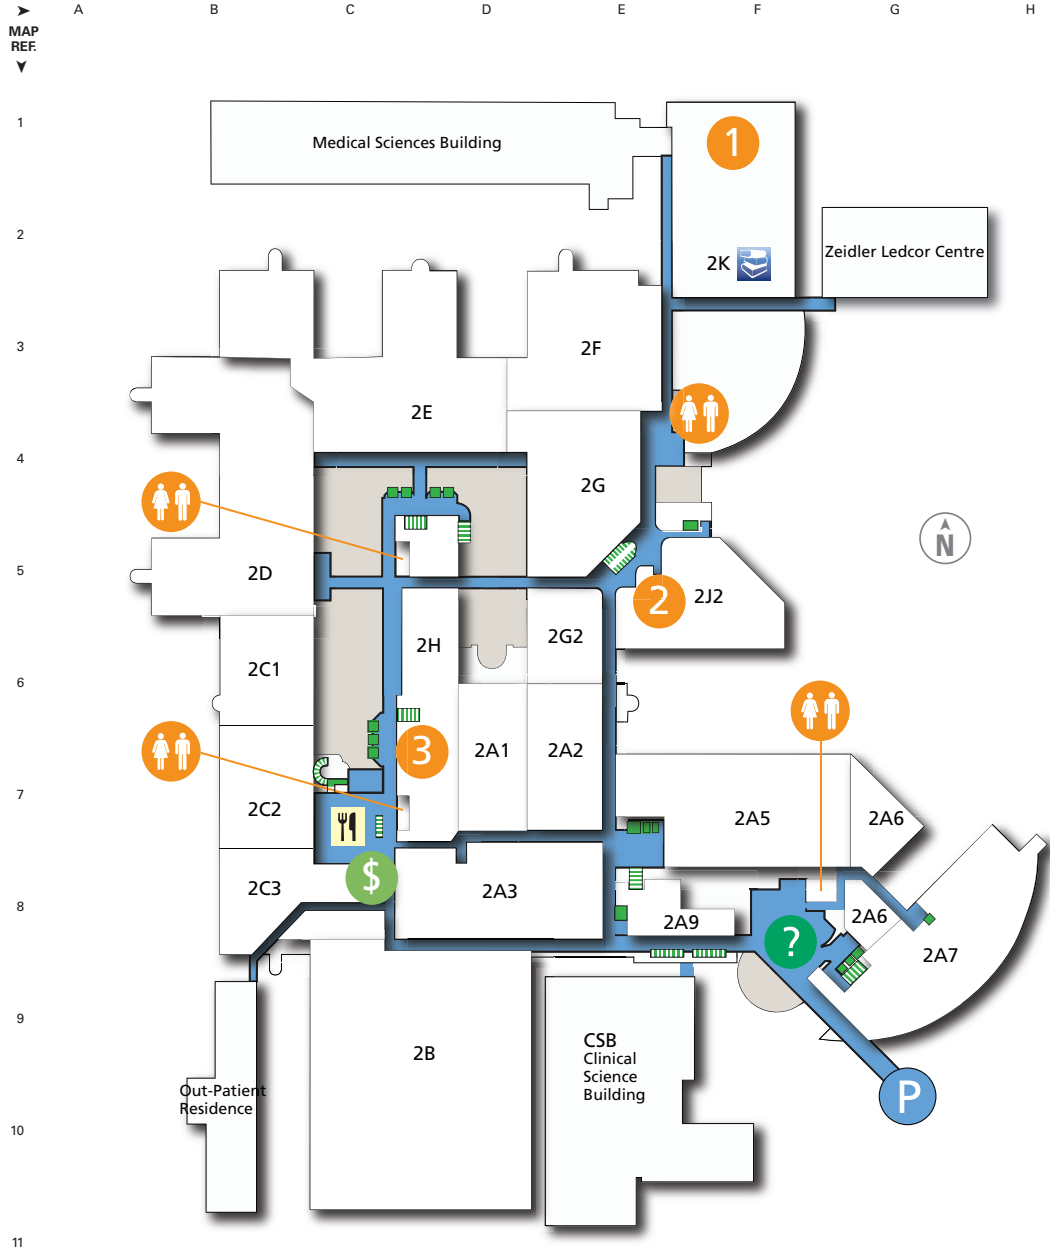 A B C D E F G H
MAP
REF.
1
Medical Sciences Building
1
2
2K
Zeidler Ledcor Centre
3
2F
2E
4
2G
N
5
2D
2
2J2
2G2
2H
2C1
6
3
2A1
2A2
7
2C2
2A5
2A6
$
2C3
2A3
8
2A6
2A9
?
2A7
9
CSB
Clinical
Science
Building
2B
P
Out-Patient
Residence
10
11